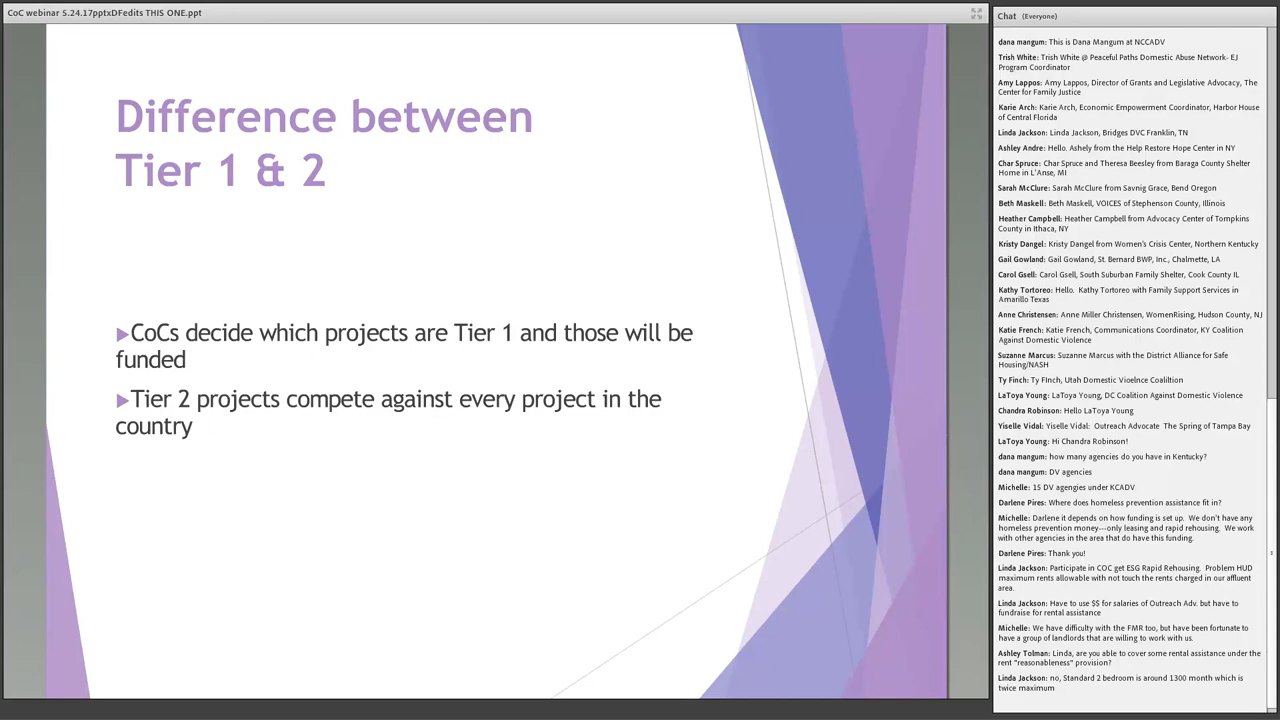 CoC webinar 5.24.17pptxDFedits THIS ONE.ppt
Difference between
Tier 1 & 2
▶CoCs decide which projects are Tier 1 and those will be
funded
▶Tier 2 projects compete against every project in the
country
Chat (Everyone)
dana mangum: This is Dana Mangum at NCCADV
Trish White: Trish White @ Peaceful Paths Domestic Abuse Network- EJ
Program Coordinator
Amy Lappos: Amy Lappos, Director of Grants and Legislative Advocacy, The
Center for Family Justice
Karie Arch: Karie Arch, Economic Empowerment Coordinator, Harbor House
of Central Florida
Linda Jackson: Linda Jackson, Bridges DVC Franklin, TN
Ashley Andre: Hello. Ashely from the Help Restore Hope Center in NY
Char Spruce: Char Spruce and Theresa Beesley from Baraga County Shelter
Home in L'Anse, MI
Sarah McClure: Sarah McClure from Savnig Grace, Bend Oregon
Beth Maskell: Beth Maskell, VOICES of Stephenson County, Illinois
Heather Campbell: Heather Campbell from Advocacy Center of Tompkins
County in Ithaca, NY
Kristy Dangel: Kristy Dangel from Women's Crisis Center, Northern Kentucky
Gail Gowland: Gail Gowland, St. Bernard BWP, Inc., Chalmette, LA
Carol Gsell: Carol Gsell, South Suburban Family Shelter, Cook County IL
Kathy Tortoreo: Hello. Kathy Tortoreo with Family Support Services in
Amarillo Texas
Anne Christensen: Anne Miller Christensen, WomenRising, Hudson County, NJ
Katie French: Katie French, Communications Coordinator, KY Coalition
Against Domestic Violence
Suzanne Marcus: Suzanne Marcus with the District Alliance for Safe
Housing/NASH
Ty Finch: Ty FInch, Utah Domestic Vioelnce Coaliltion
LaToya Young: LaToya Young, DC Coalition Against Domestic Violence
Chandra Robinson: Hello LaToya Young
Yiselle Vidal: Yiselle Vidal: Outreach Advocate The Spring of Tampa Bay
LaToya Young: Hi Chandra Robinson!
dana mangum: how many agencies do you have in Kentucky?
dana mangum: DV agencies
Michelle: 15 DV agengies under KCADV
Darlene Pires: Where does homeless prevention assistance fit in?
Michelle: Darlene it depends on how funding is set up. We don't have any
homeless prevention money---only leasing and rapid rehousing. We work
with other agencies in the area that do have this funding.
Darlene Pires: Thank you!
Linda Jackson: Participate in COC get ESG Rapid Rehousing. Problem HUD
maximum rents allowable with not touch the rents charged in our affluent
area.
Linda Jackson: Have to use $$ for salaries of Outreach Adv. but have to
fundraise for rental assistance
Michelle: We have difficulty with the FMR too, but have been fortunate to
have a group of landlords that are willing to work with us.
Ashley Tolman: Linda, are you able to cover some rental assistance under the
rent "reasonableness" provision?
Linda Jackson: no, Standard 2 bedroom is around 1300 month which is
twice maximum